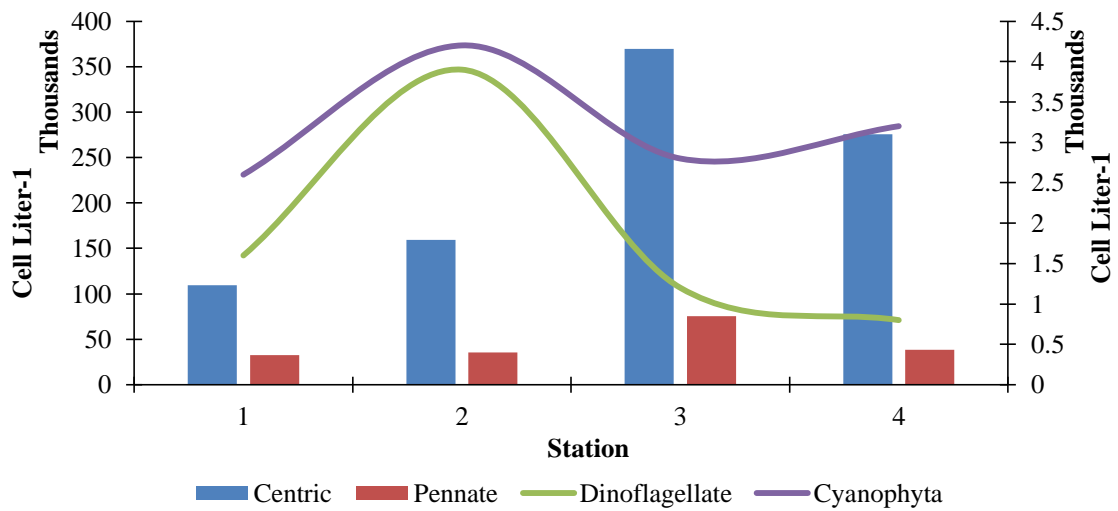 Thousands
Cell Liter-1
400
350
300
250
200
150
100
50
0
4.5
4
3.5
3
2.5
2
1.5
1
0.5
0
Thousands
Cell Liter-1
1 2 3 4
Station
Centric Pennate Dinoflagellate Cyanophyta